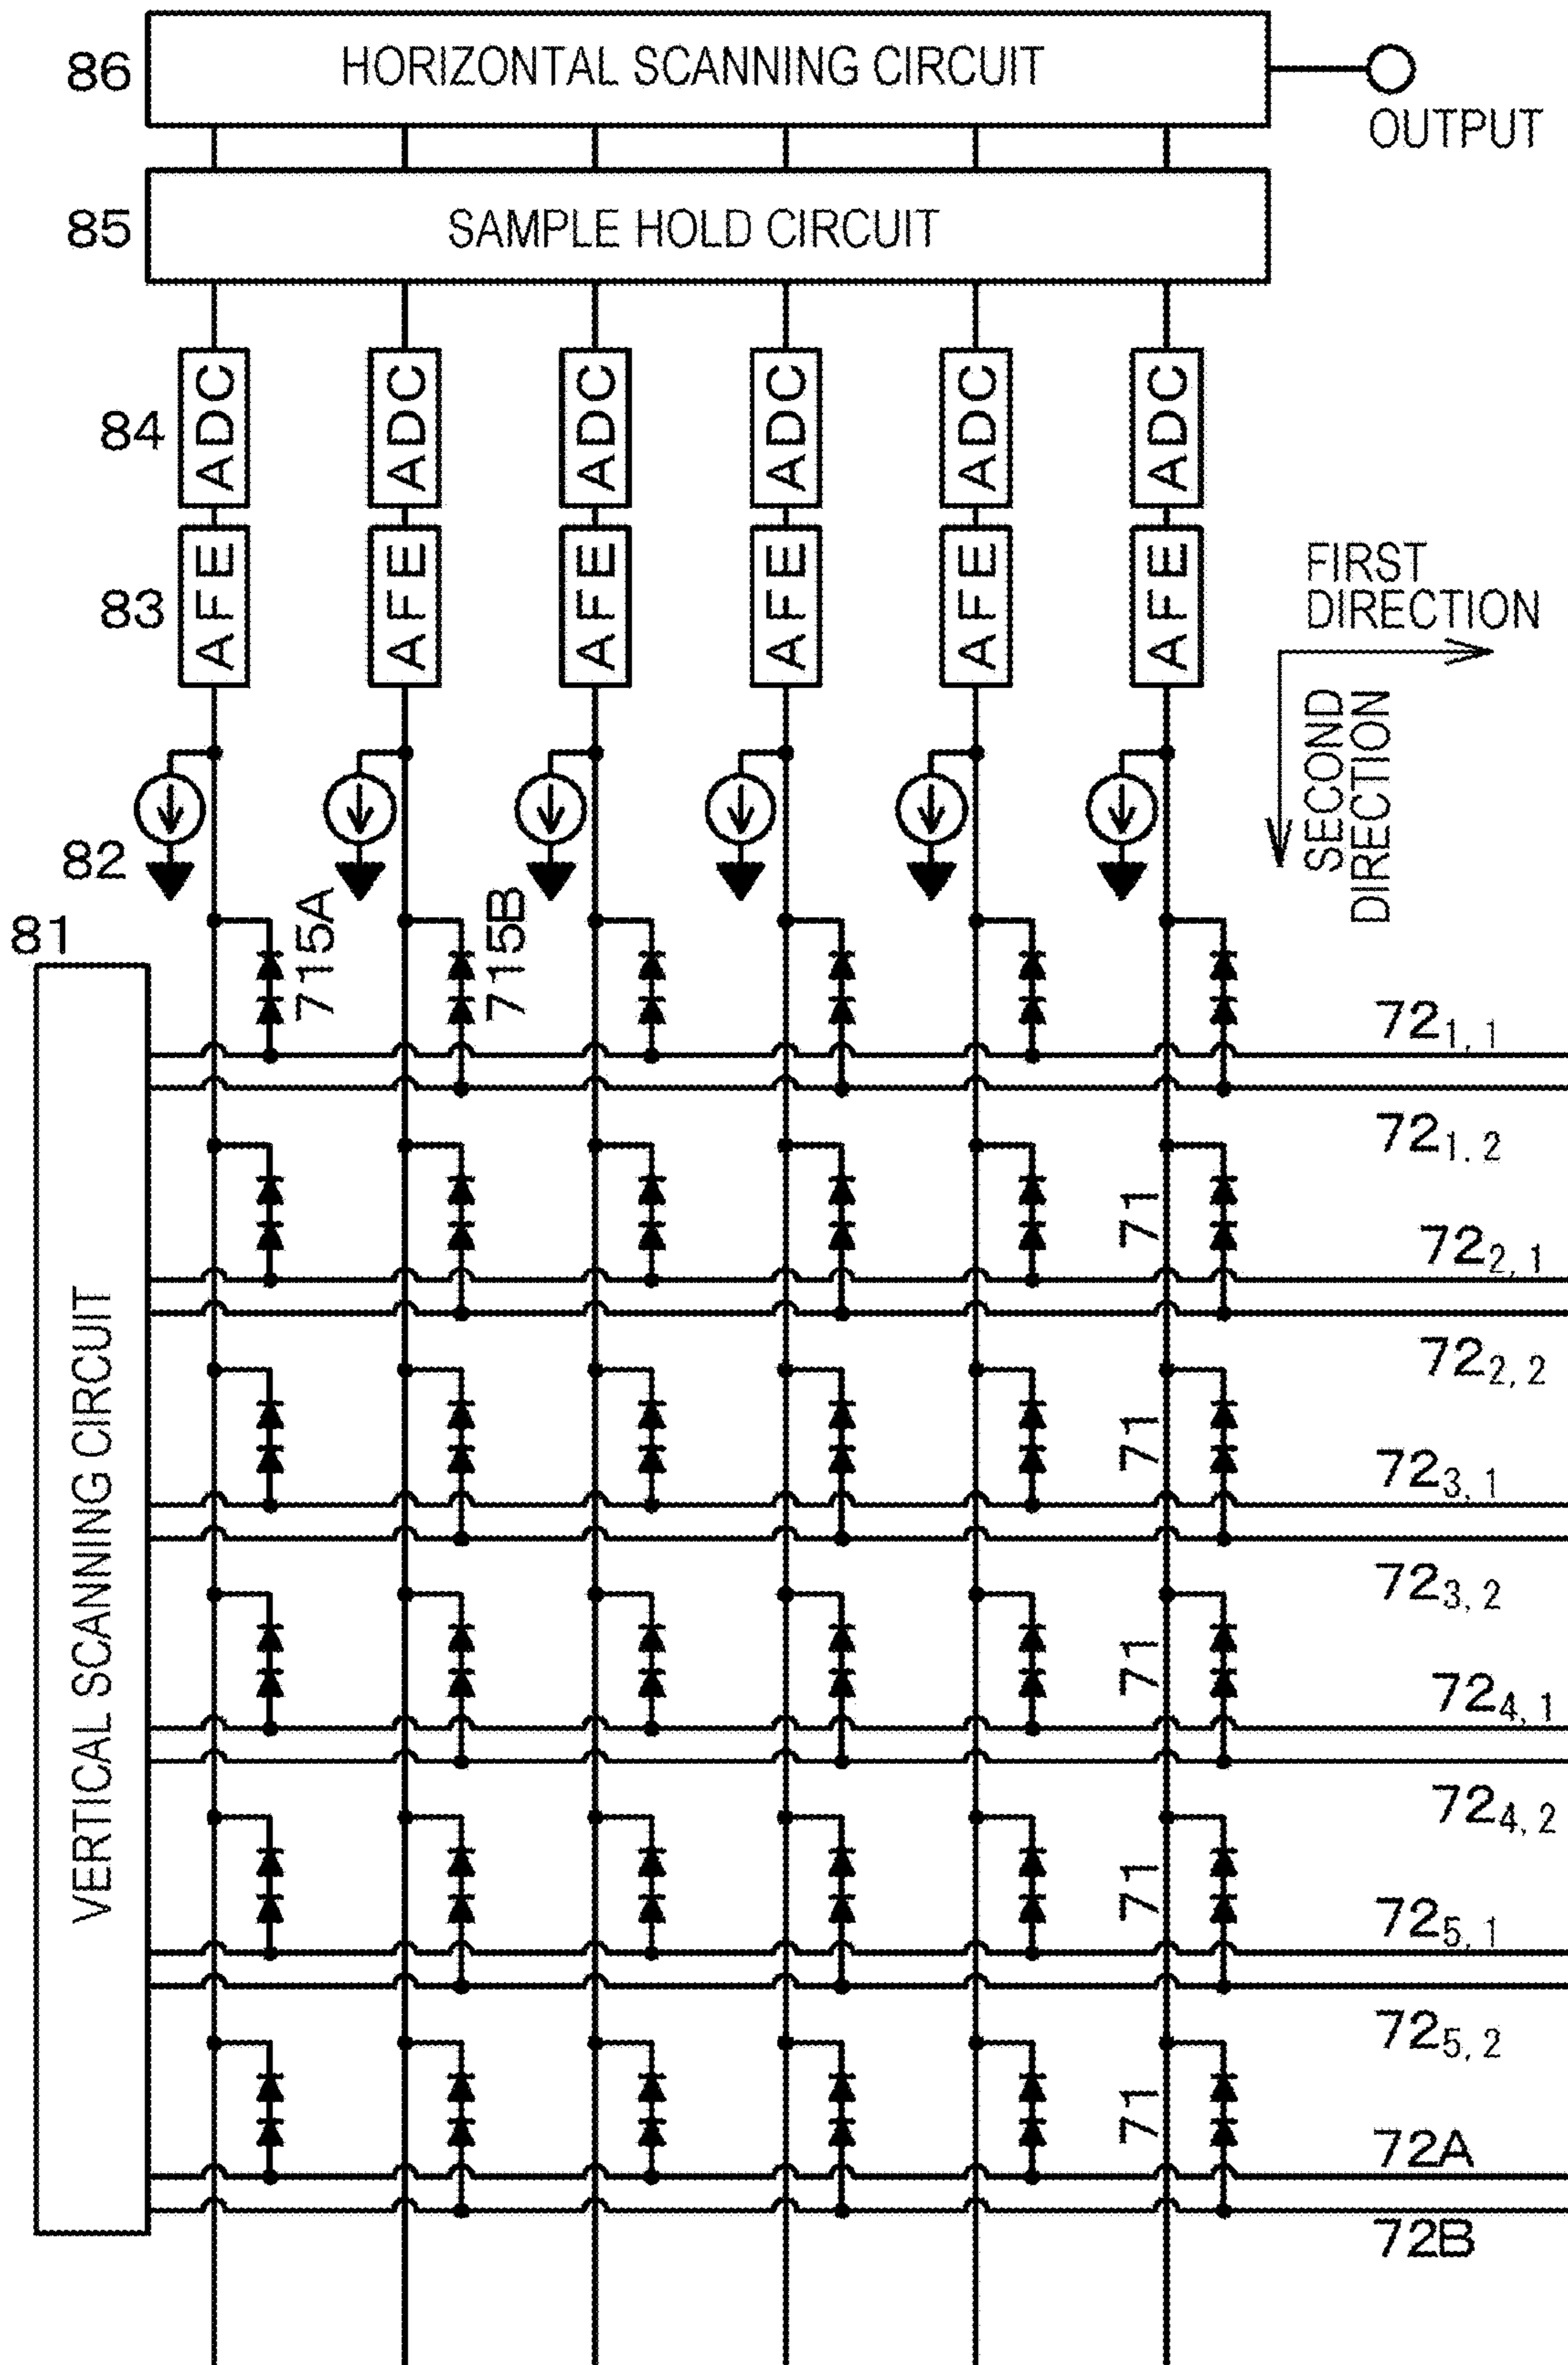 86
HORIZONTAL SCANNING CIRCUIT
OUTPUT
85
SAMPLE HOLD CIRCUIT
84
ADC
ADC
ADC
ADC
ADC
ADC
83
AFE
AFE
AFE
AFE
AFE
AFE
FIRST
DIRECTION
SECOND
DIRECTION
82
81
715A
715B
VERTICAL SCANNING CIRCUIT
72₁,₁
72₁.₂
71
72₂,₁
72₂,₂
71
72₃,₁
72₃,₂
71
72₄,₁
72₄,₂
71
72₅,₁
72₅,₂
71
72A
72B